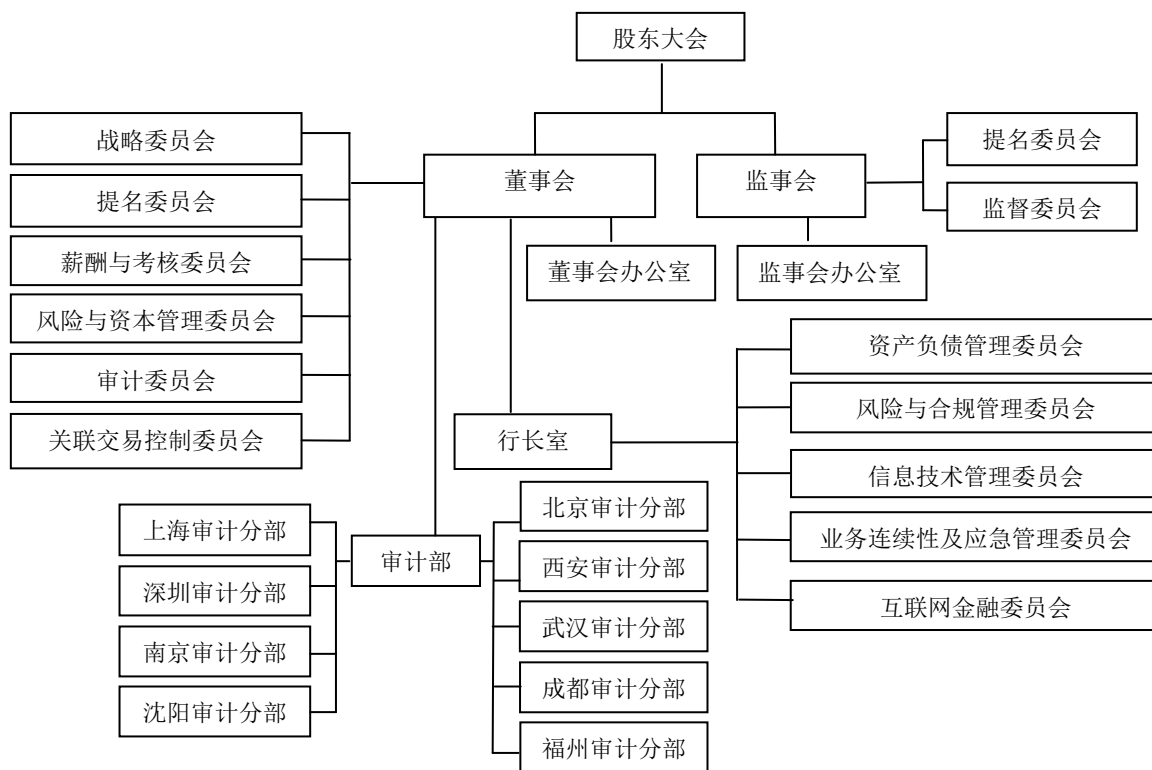 股东大会
战略委员会
提名委员会
薪酬与考核委员会
风险与资本管理委员会
审计委员会
关联交易控制委员会
董事会
监事会
提名委员会
监督委员会
董事会办公室
监事会办公室
行长室
资产负债管理委员会
风险与合规管理委员会
信息技术管理委员会
业务连续性及应急管理委员会
互联网金融委员会
上海审计分部
深圳审计分部
南京审计分部
沈阳审计分部
审计部
北京审计分部
西安审计分部
武汉审计分部
成都审计分部
福州审计分部